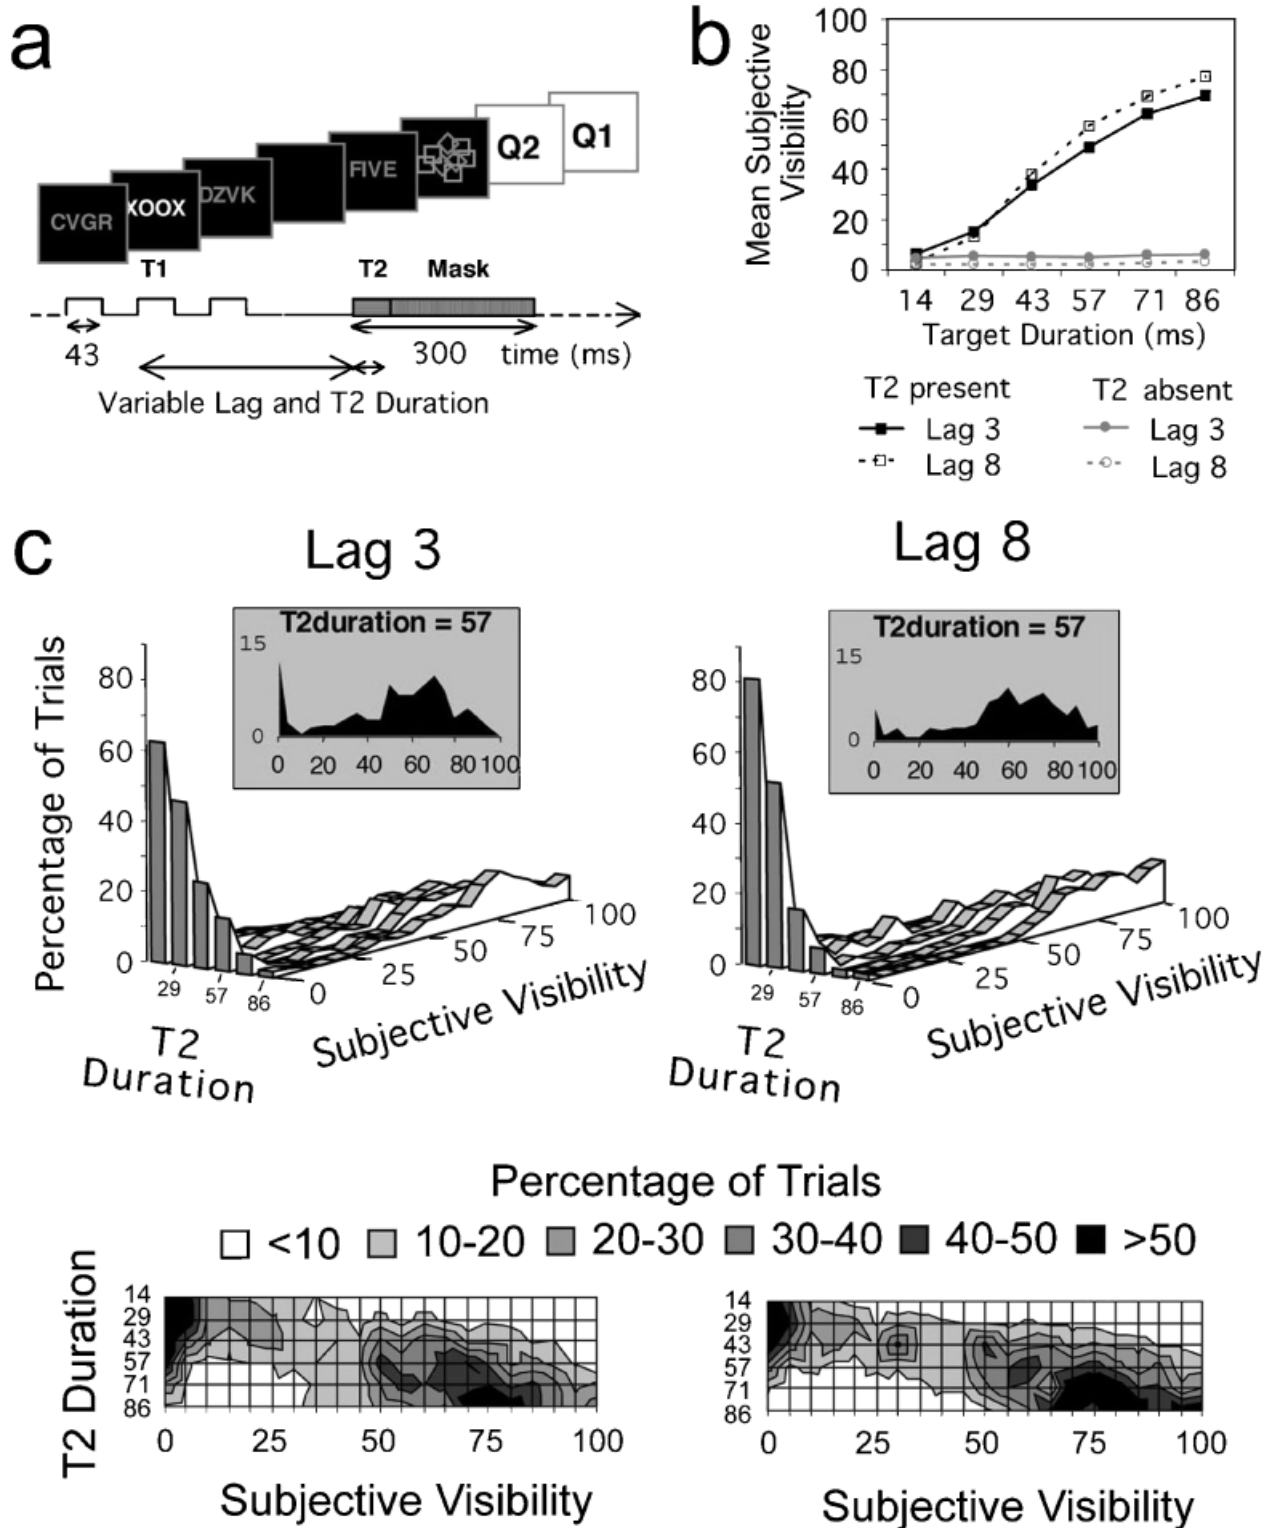 a
CVGR
XOOX
DZVK
FIVE
Q2
Q1
T1
T2
Mask
43
300
time (ms)
Variable Lag and T2 Duration
b
Mean Subjective
Visibility
100
80
60
40
20
0
14 29 43 57 71 86
Target Duration (ms)
T2 present
T2 absent
Lag 3
Lag 3
Lag 8
Lag 8
c
Lag 3
Percentage of Trials
80
60
40
20
0
T2duration = 57
15
0
0 20 40 60 80 100
29
57
86
T2
Duration
0
25
50
75
100
Subjective Visibility
Lag 8
80
60
40
20
0
T2duration = 57
15
0
0 20 40 60 80 100
29
57
86
T2
Duration
0
25
50
75
100
Subjective Visibility
Percentage of Trials
<10 10-20 20-30 30-40 40-50 >50
T2 Duration
14
29
43
57
71
86
0 25 50 75 100
Subjective Visibility
14
29
43
57
71
86
0 25 50 75 100
Subjective Visibility